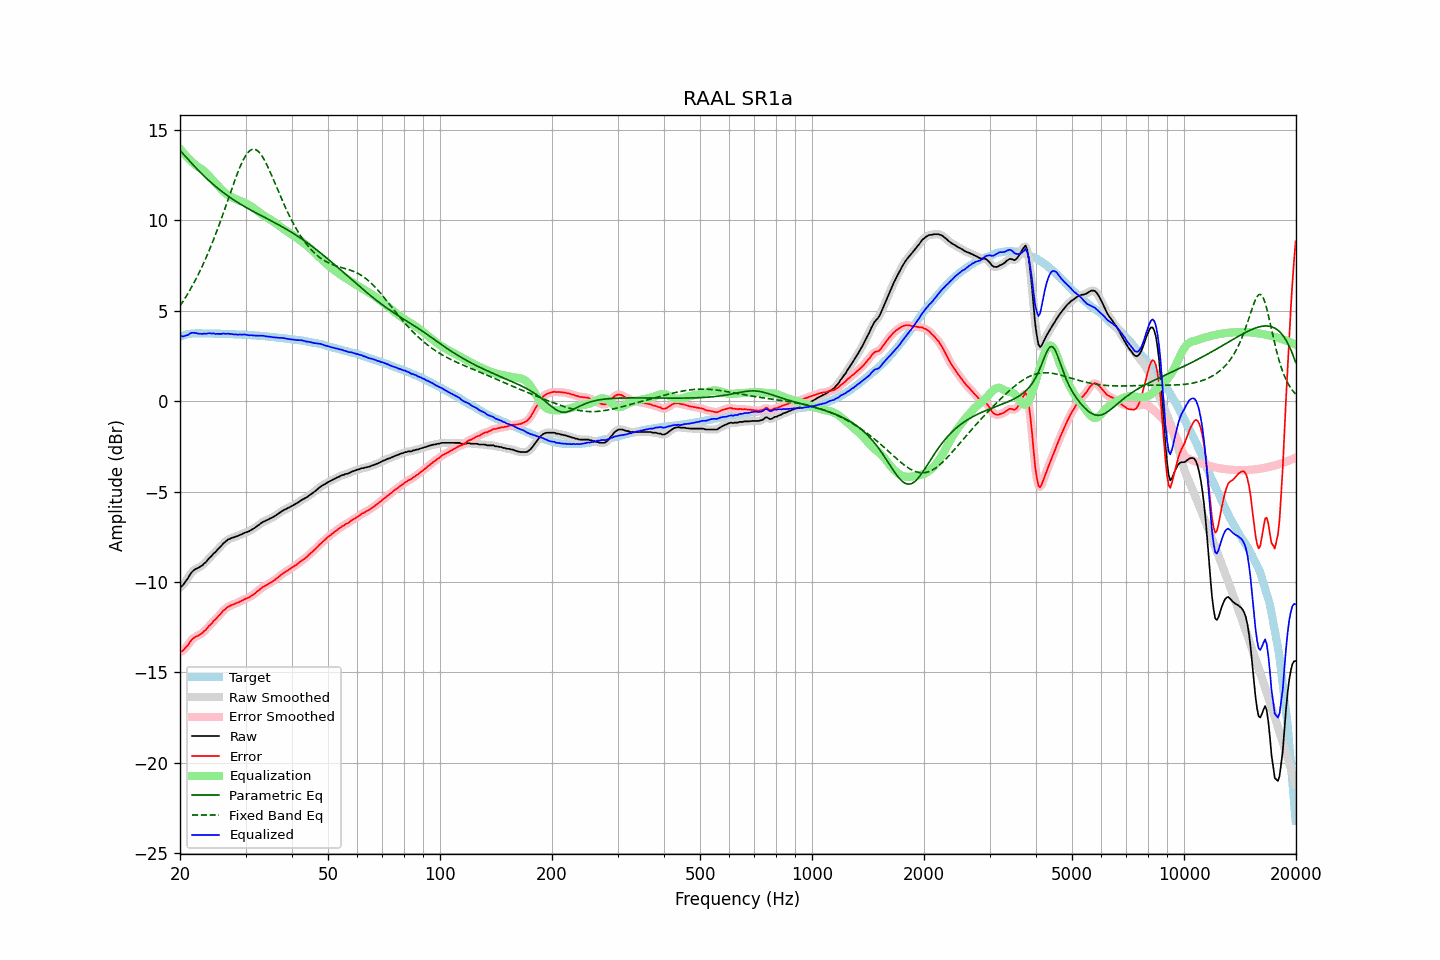 RAAL SR1a
Amplitude (dBr)
15
10
5
0
−5
−10
−15
−20
−25
Target
Raw Smoothed
Error Smoothed
Raw
Error
Equalization
Parametric Eq
Fixed Band Eq
Equalized
20 50 100 200 500 1000 2000 5000 10000 20000
Frequency (Hz)